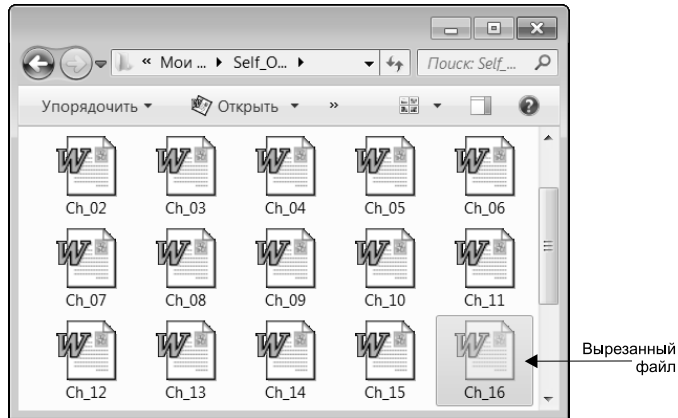 « Мои ... Self_O...
Поиск: Self_...
Упорядочить Открыть »
Ch_02 Ch_03 Ch_04 Ch_05 Ch_06
Ch_07 Ch_08 Ch_09 Ch_10 Ch_11
Ch_12 Ch_13 Ch_14 Ch_15 Ch_16
Вырезанный
файл